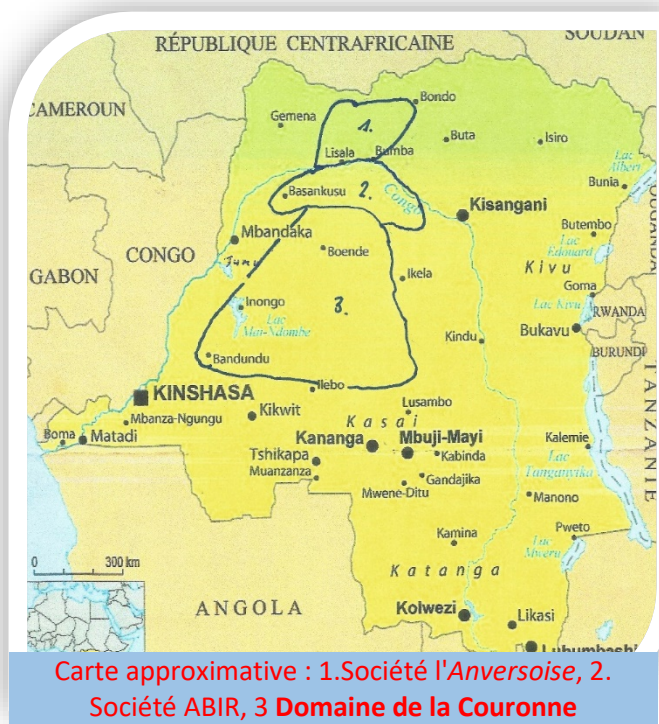 RÉPUBLIQUE CENTRAFRICAINE
SOUDAN
CAMEROUN
Bondo
Gemena
1.
Buta
Isiro
Lisala
Bumba
Lac
Albert
Bunia
Basankusu
2.
Congo
Kisangani
OUGANDA
Mbandaka
Butembo
Lac
Edouard
CONGO
Boende
Kivu
GABON
Ikela
Goma
Inongo
3.
Lac Kivu
RWANDA
Lac
Mai-Ndombe
Kindu
Bukavu
BURUNDI
Bandundu
Ilebo
KINSHASA
TANZANIE
Mbanza-Ngungu
Kikwit
Lusambo
Kasai
Boma
Matadi
Kananga
Mbuji-Mayi
Kalemie
Tshikapa
Kabinda
Lac
Tanganyika
Muanzanza
Gandajika
Mwene-Ditu
Manono
Kamina
Pweto
Lac
Mweru
0 300 km
Katanga
ANGOLA
Kolwezi
Likasi
Lubumbashi
Carte approximative : 1.Société l'Anversoise, 2.
Société ABIR, 3 Domaine de la Couronne